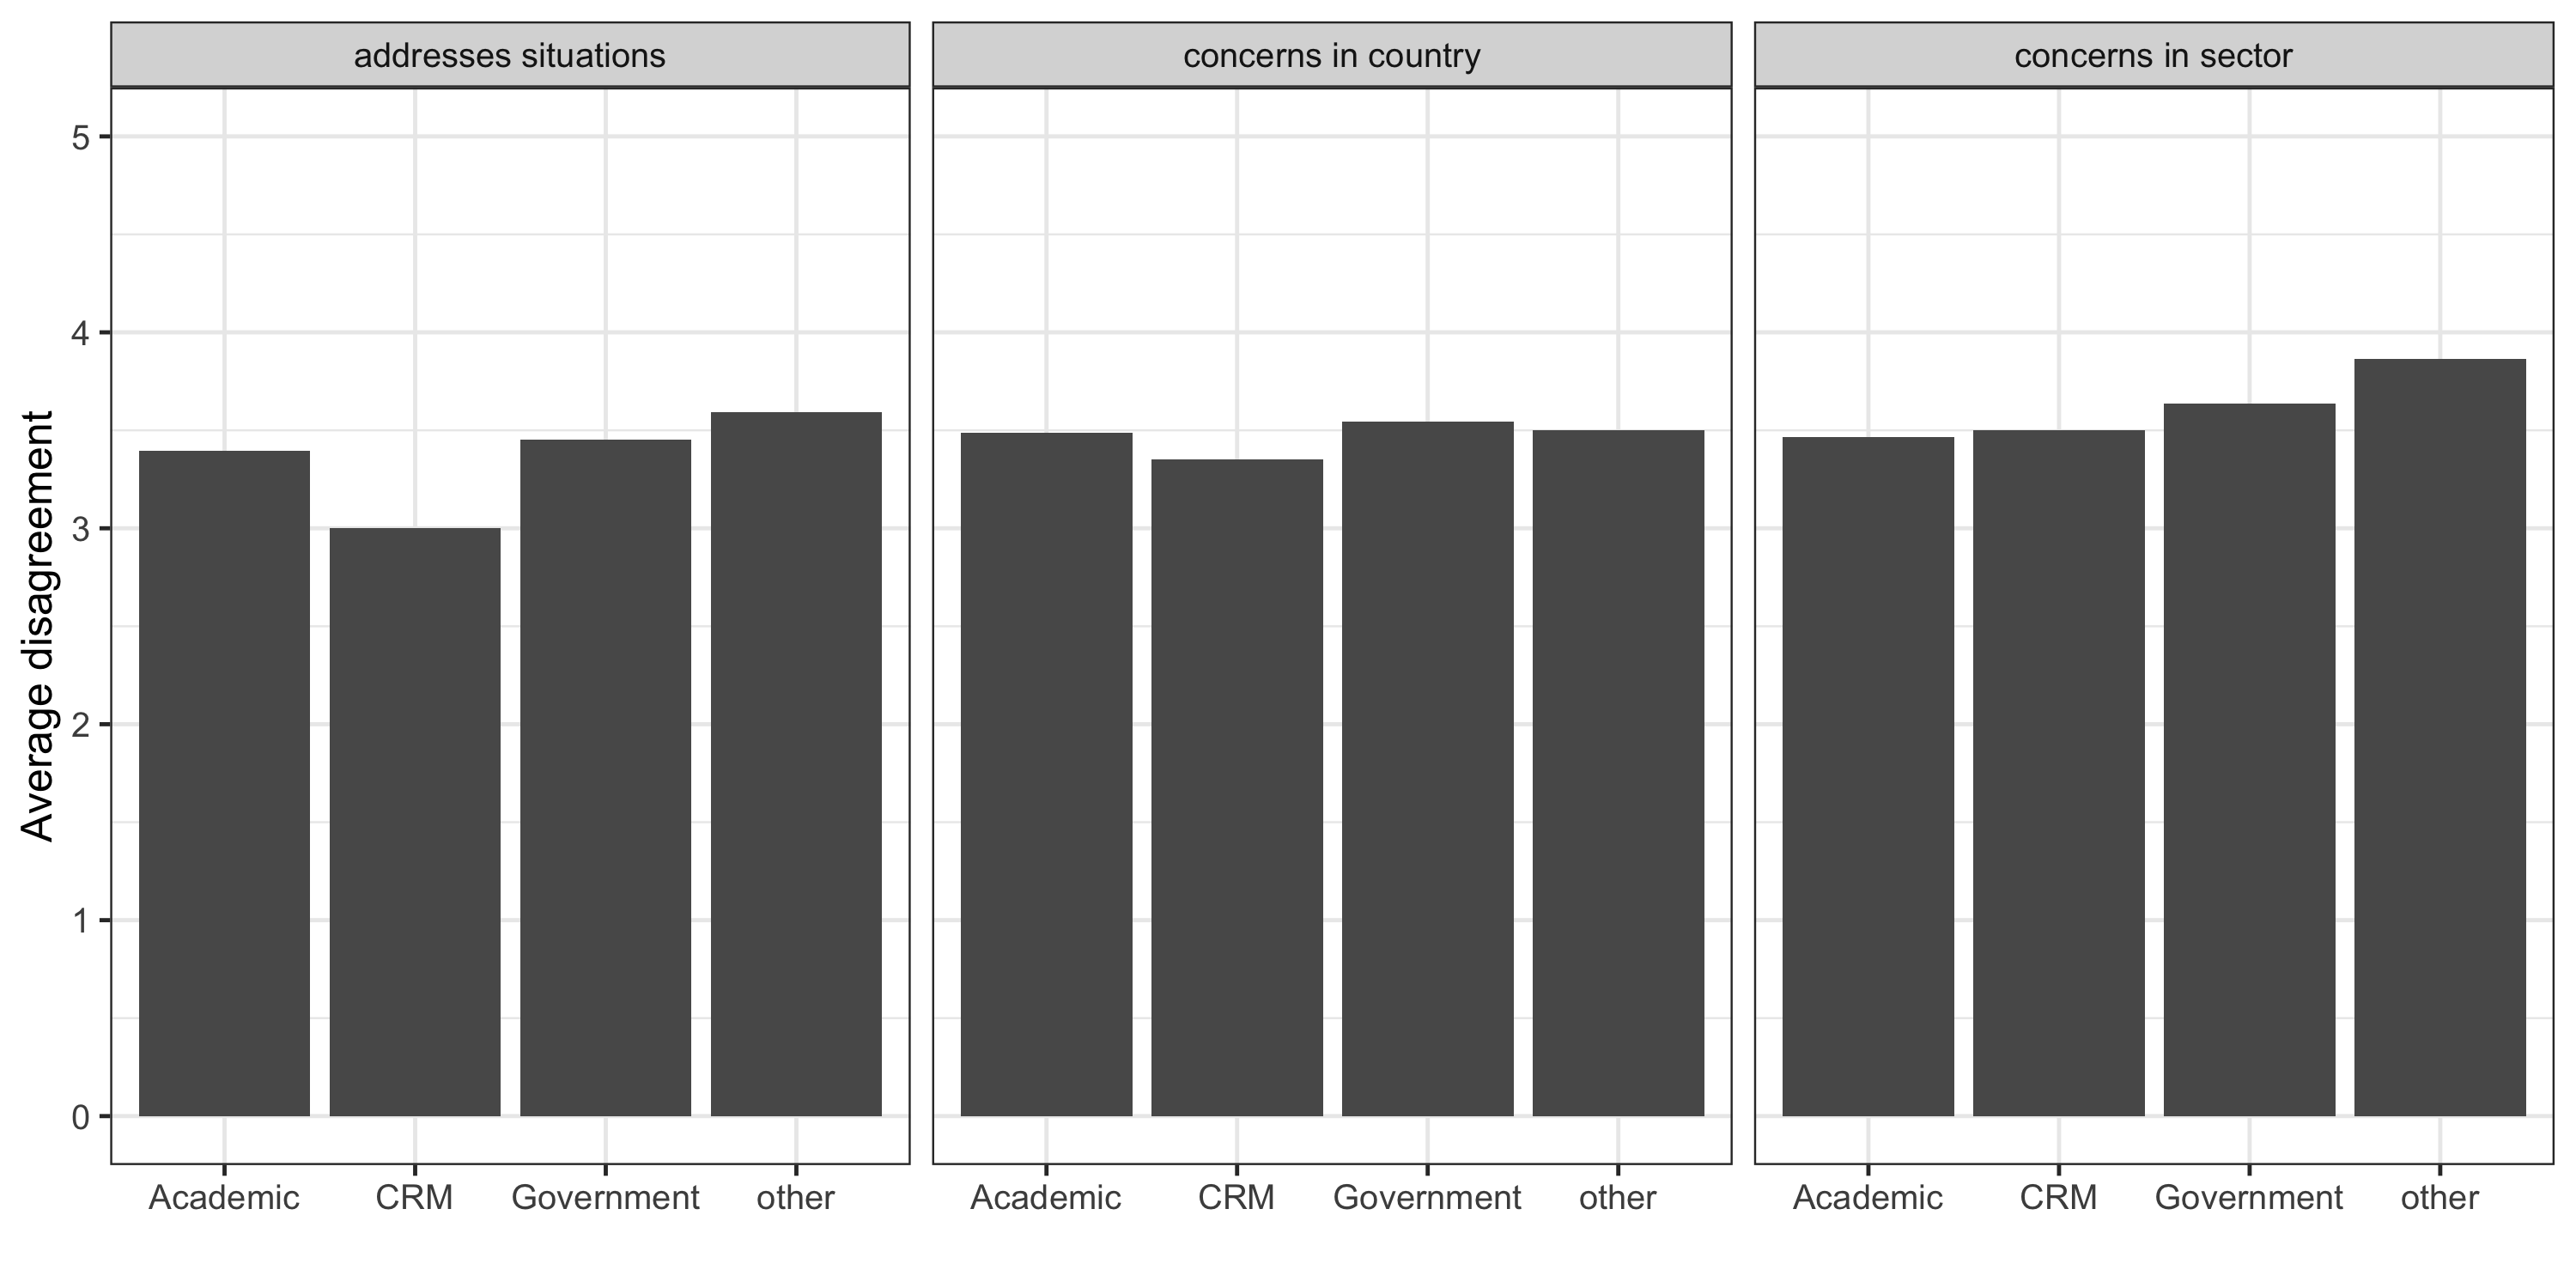 addresses situations
concerns in country
concerns in sector
Average disagreement
5
4
3
2
1
0
Academic CRM Government other
Academic CRM Government other
Academic CRM Government other